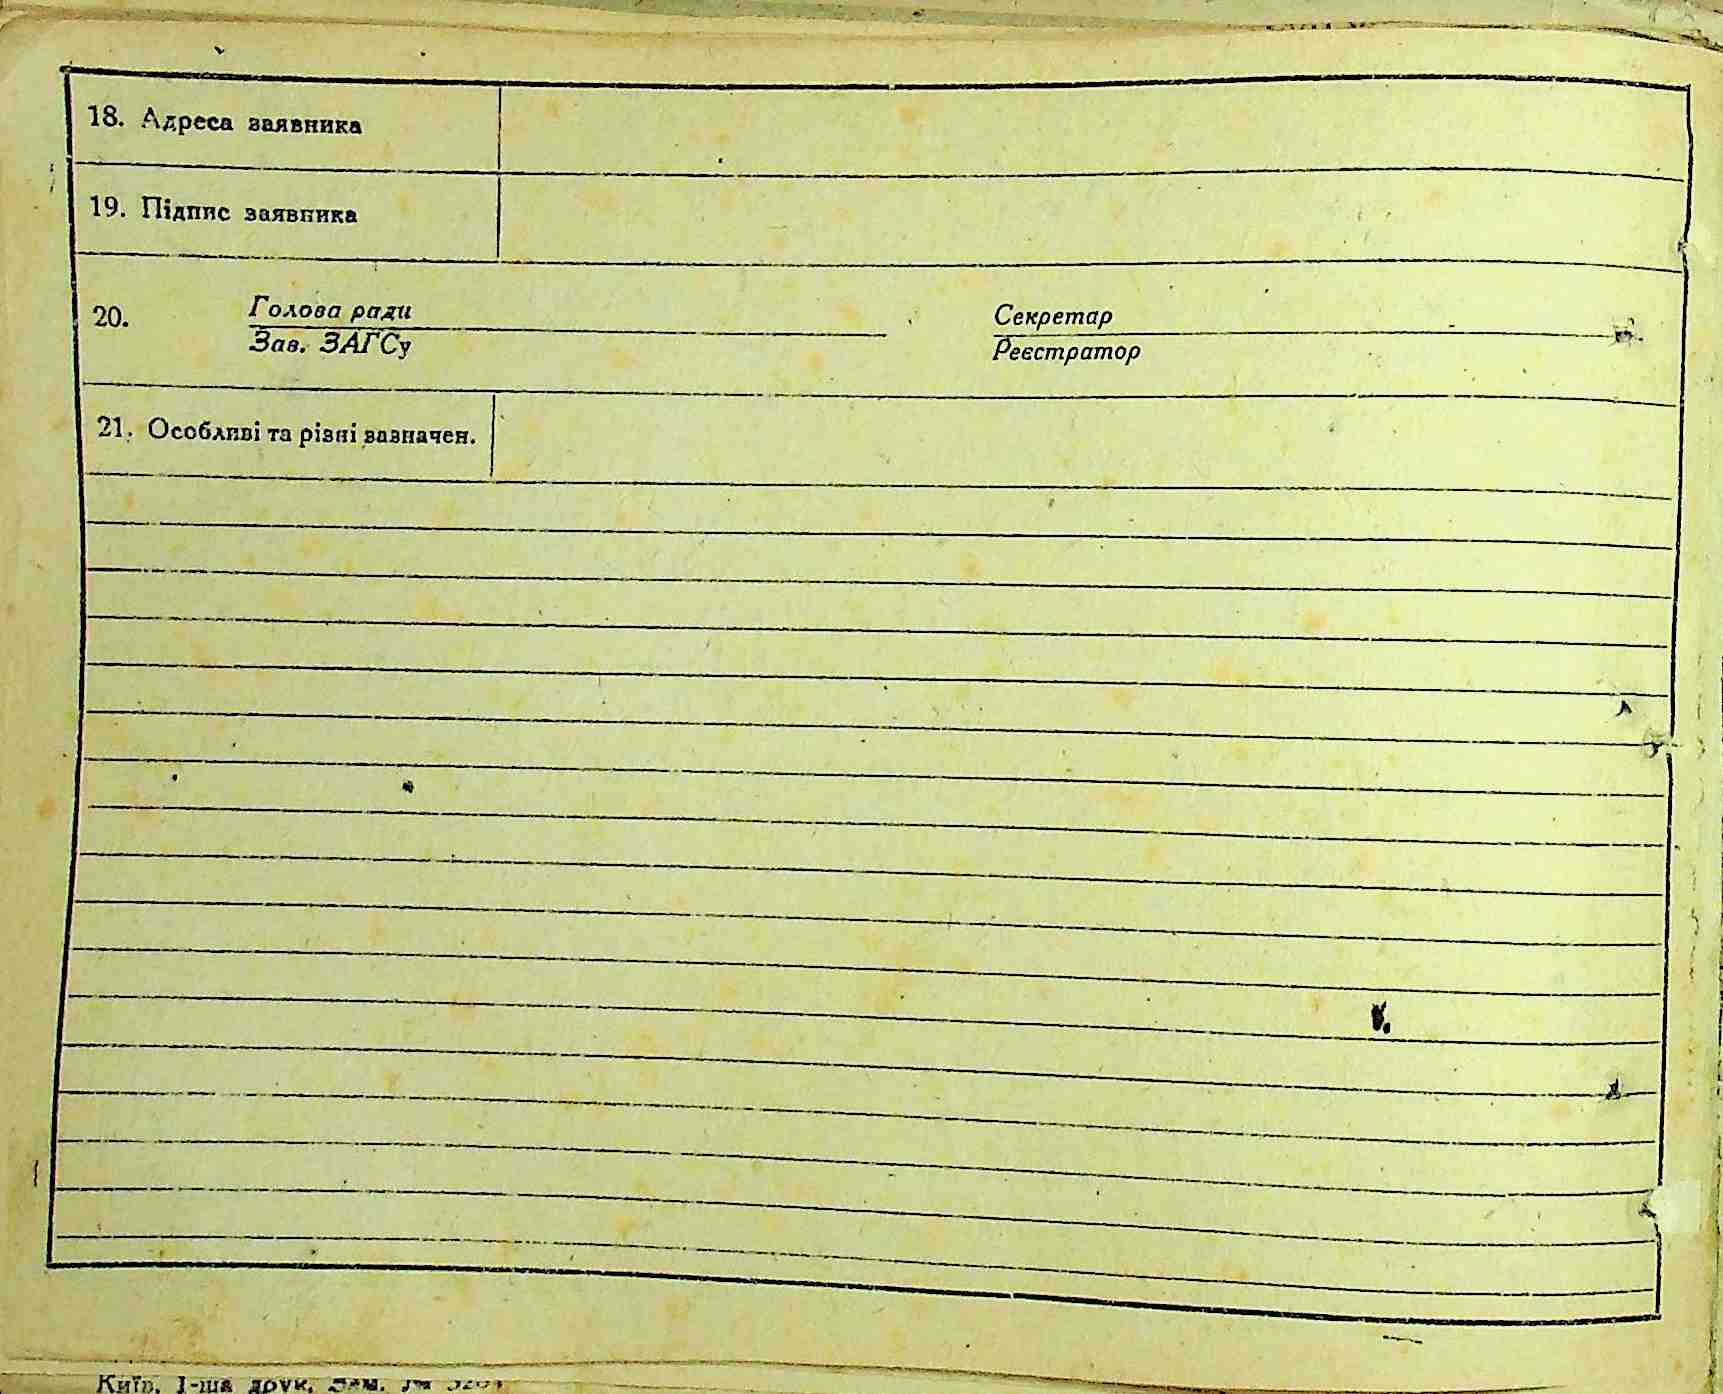 18. Адреса заявника
19. Підпис заявника
20. Голова ради Секретар
Зав. ЗАГСу Реєстратор
21. Особливі та різні зазначен.
Київ, 1-ша друк. Зам. №